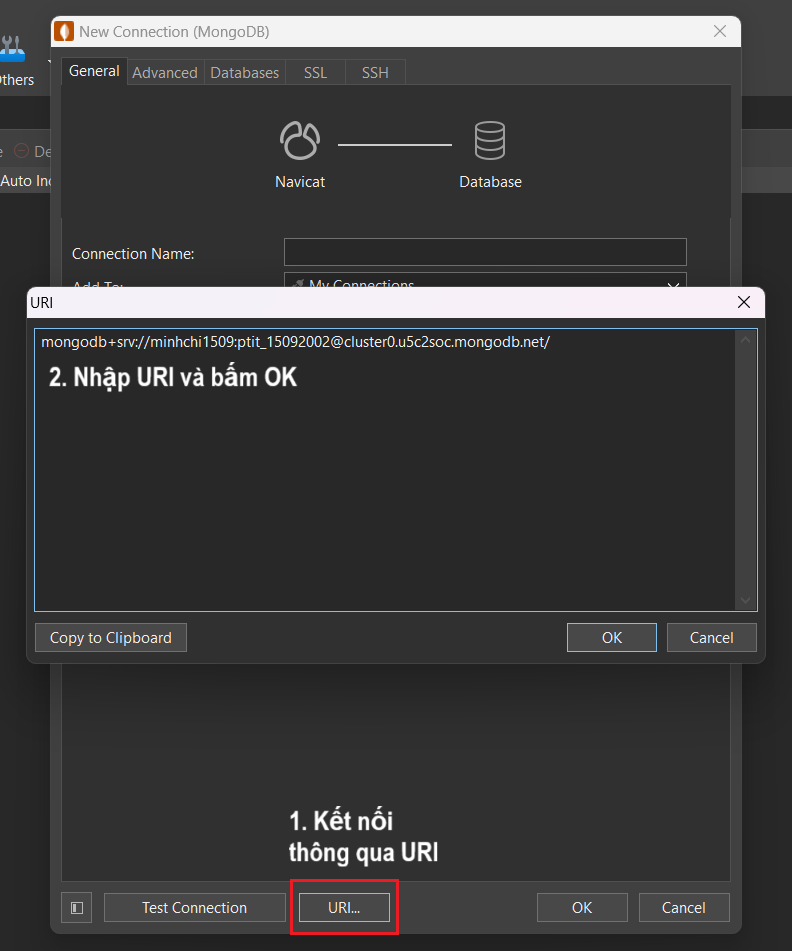 New Connection (MongoDB)
General Advanced Databases SSL SSH
Navicat Database
Connection Name:
Add To: My Connections
URI
mongodb+srv://minhchi1509:ptit_15092002@cluster0.u5c2soc.mongodb.net/
2. Nhập URI và bấm OK
Copy to Clipboard OK Cancel
1. Kết nối
thông qua URI
Test Connection URI... OK Cancel
thers
De
Auto Inc